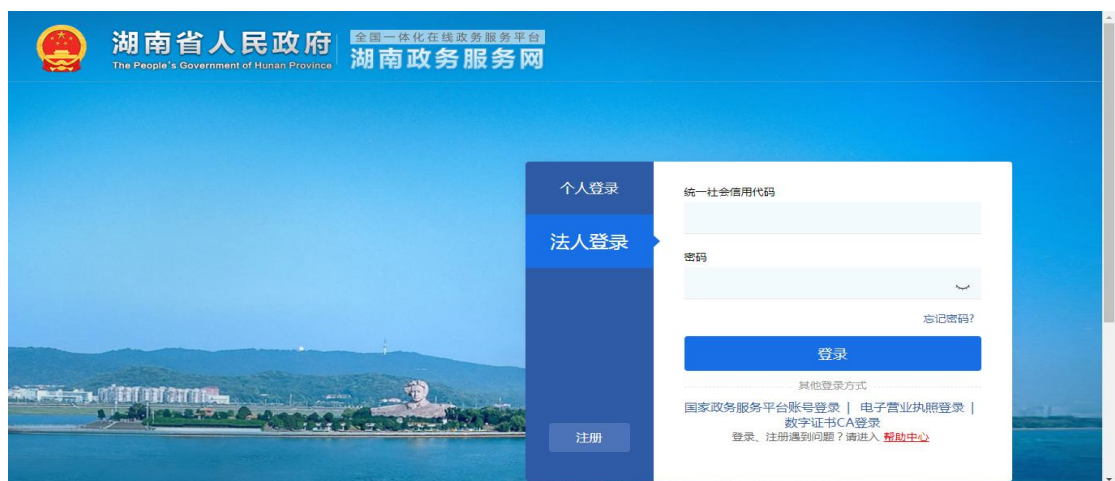 湖南省人民政府
The People's Government of Hunan Province
全国一体化在线政务服务平台
湖南政务服务网
个人登录
法人登录
注册
统一社会信用代码
密码
忘记密码?
登录
其他登录方式
国家政务服务平台账号登录 | 电子营业执照登录 |
数字证书CA登录
登录、注册遇到问题？请进入 帮助中心